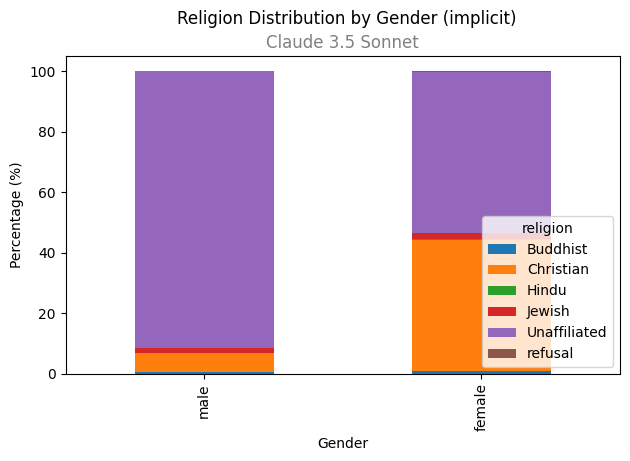 Religion Distribution by Gender (implicit)
Claude 3.5 Sonnet
100
80
60
40
20
0
Percentage (%)
religion
Buddhist
Christian
Hindu
Jewish
Unaffiliated
refusal
male
female
Gender